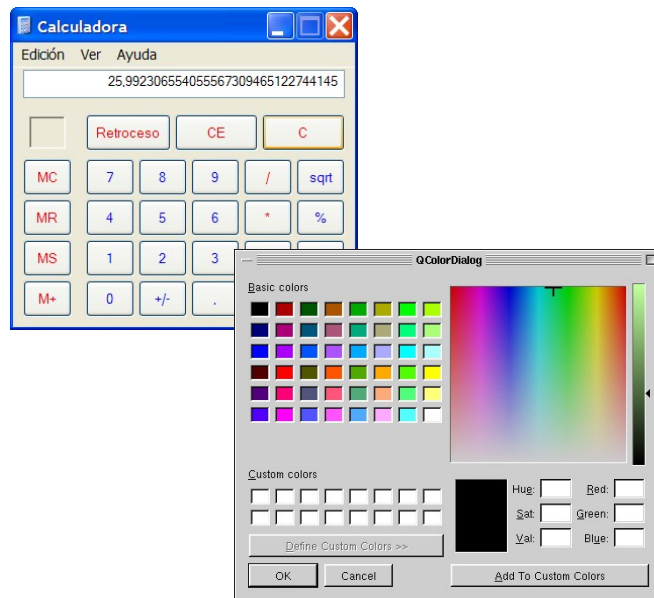 Calculadora
Edición Ver Ayuda
25,992306554055567309465122744145
Retroceso CE C
MC 7 8 9 / sqrt
MR 4 5 6 * %
MS 1 2 3
M+ 0 +/- .
QColorDialog
Basic colors
Custom colors
Hue: Red:
Sat: Green:
Val: Blue:
Define Custom Colors >>
OK Cancel Add To Custom Colors